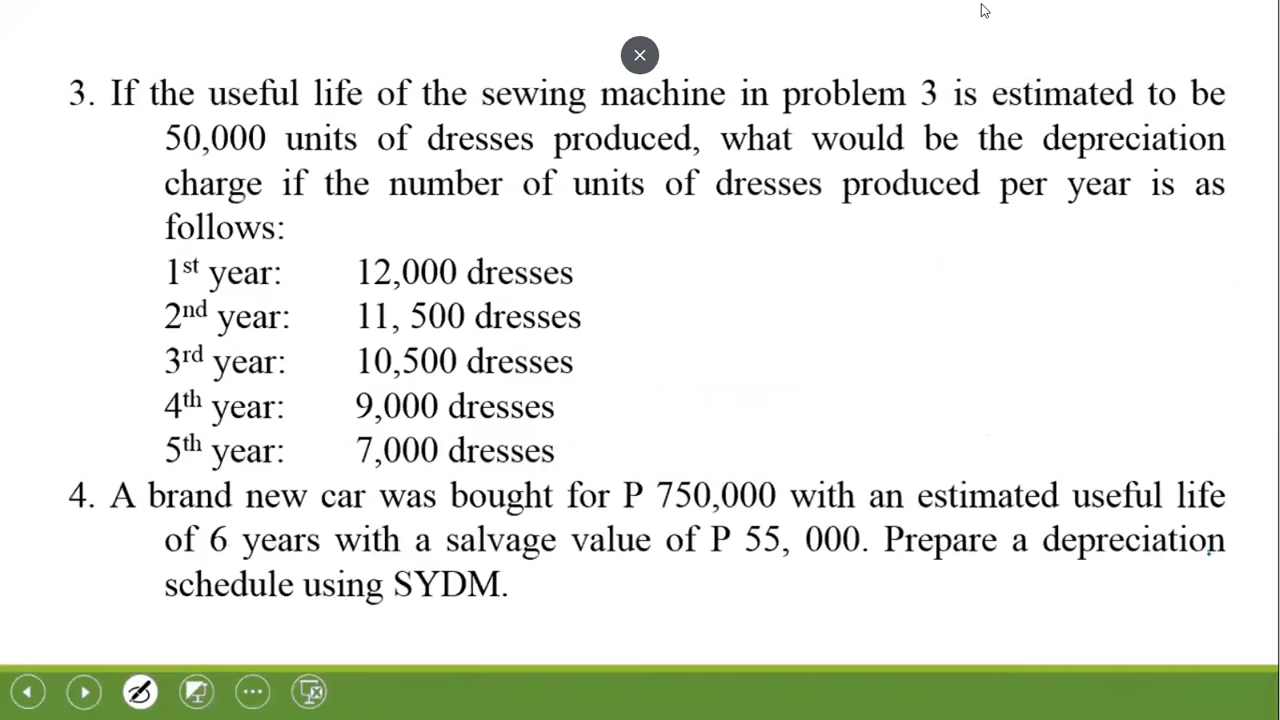 3. If the useful life of the sewing machine in problem 3 is estimated to be
50,000 units of dresses produced, what would be the depreciation
charge if the number of units of dresses produced per year is as
follows:
1st year: 12,000 dresses
2nd year: 11, 500 dresses
3rd year: 10,500 dresses
4th year: 9,000 dresses
5th year: 7,000 dresses
4. A brand new car was bought for P 750,000 with an estimated useful life
of 6 years with a salvage value of P 55, 000. Prepare a depreciation
schedule using SYDM.